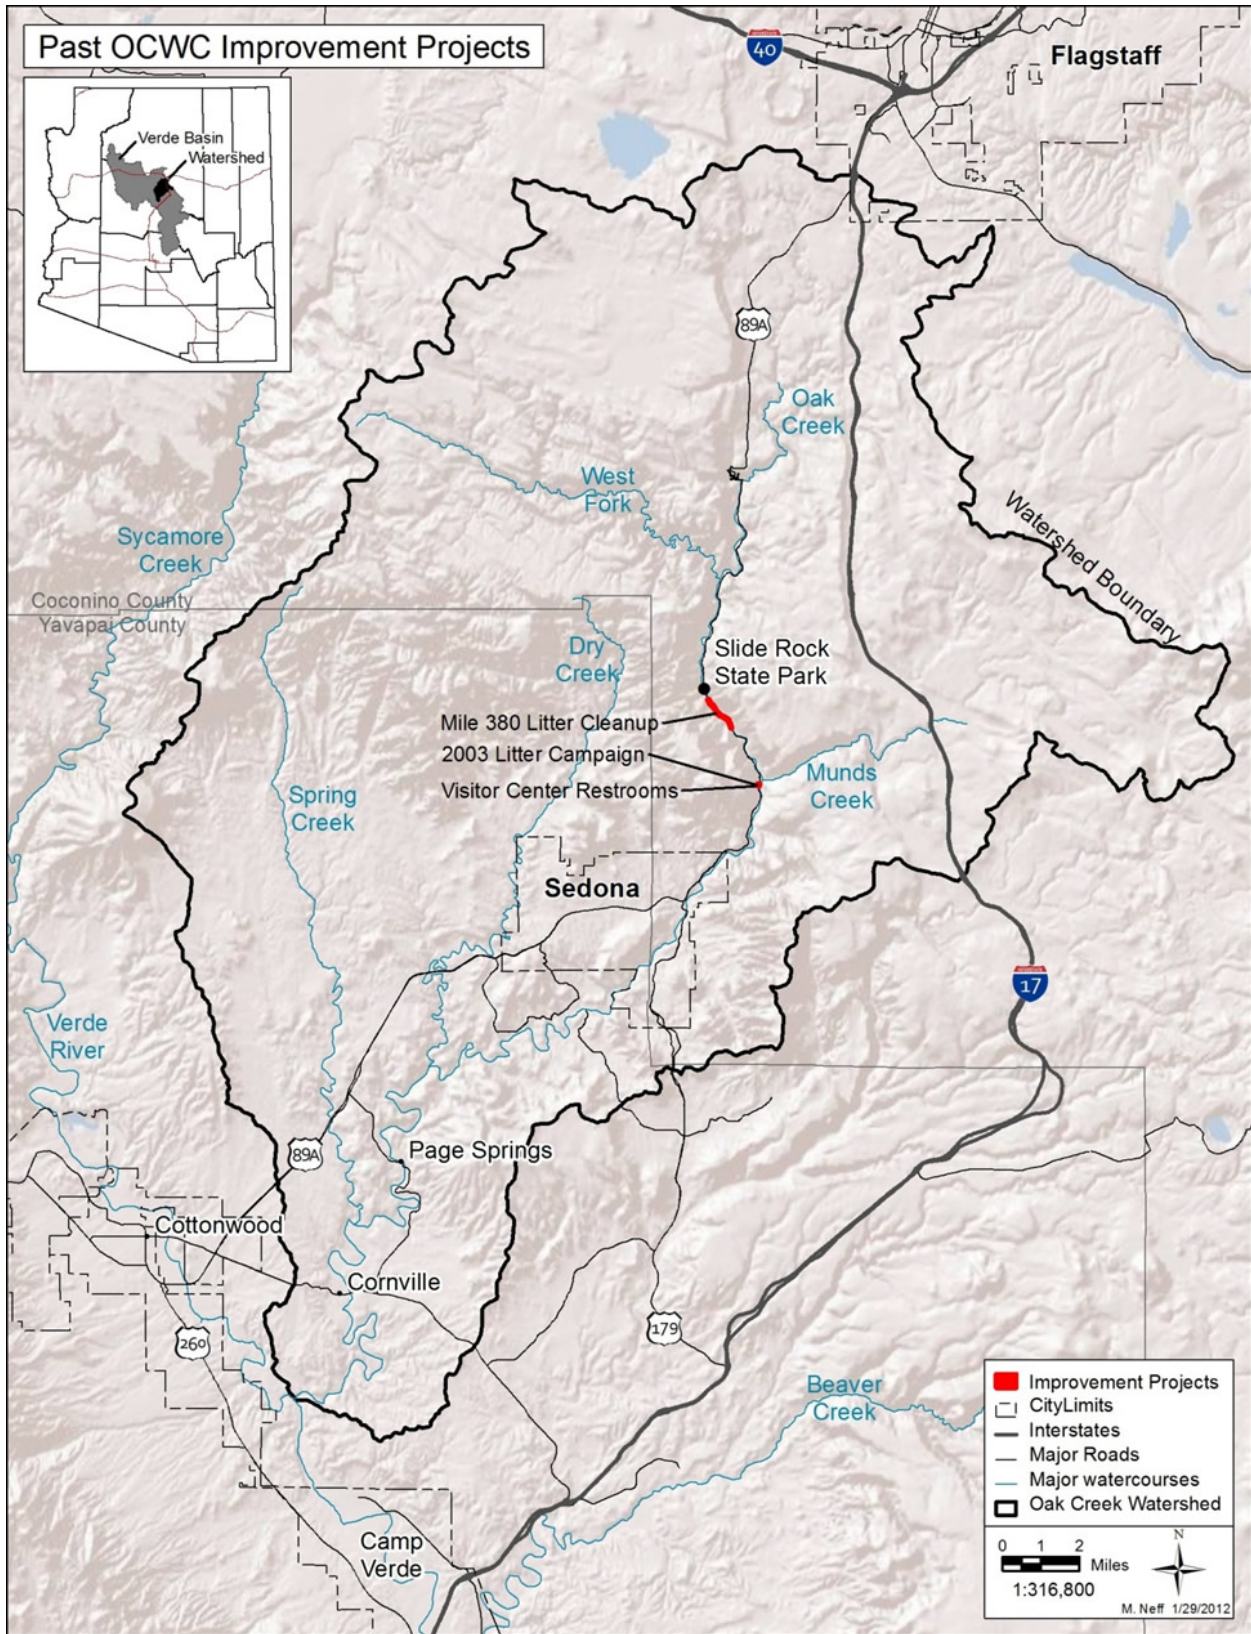 Past OCWC Improvement Projects
Verde Basin
Watershed
40
Flagstaff
89A
Oak
Creek
West
Fork
Sycamore
Creek
Watershed Boundary
Coconino County
Yavapai County
Dry
Creek
Slide Rock
State Park
Mile 380 Litter Cleanup
2003 Litter Campaign
Visitor Center Restrooms
Munds
Creek
Spring
Creek
Sedona
17
Verde
River
89A
Page Springs
Cottonwood
Cornville
260
179
Beaver
Creek
Camp
Verde
Improvement Projects
CityLimits
Interstates
Major Roads
Major watercourses
Oak Creek Watershed
0 1 2
Miles
1:316,800
N
M. Neff 1/29/2012